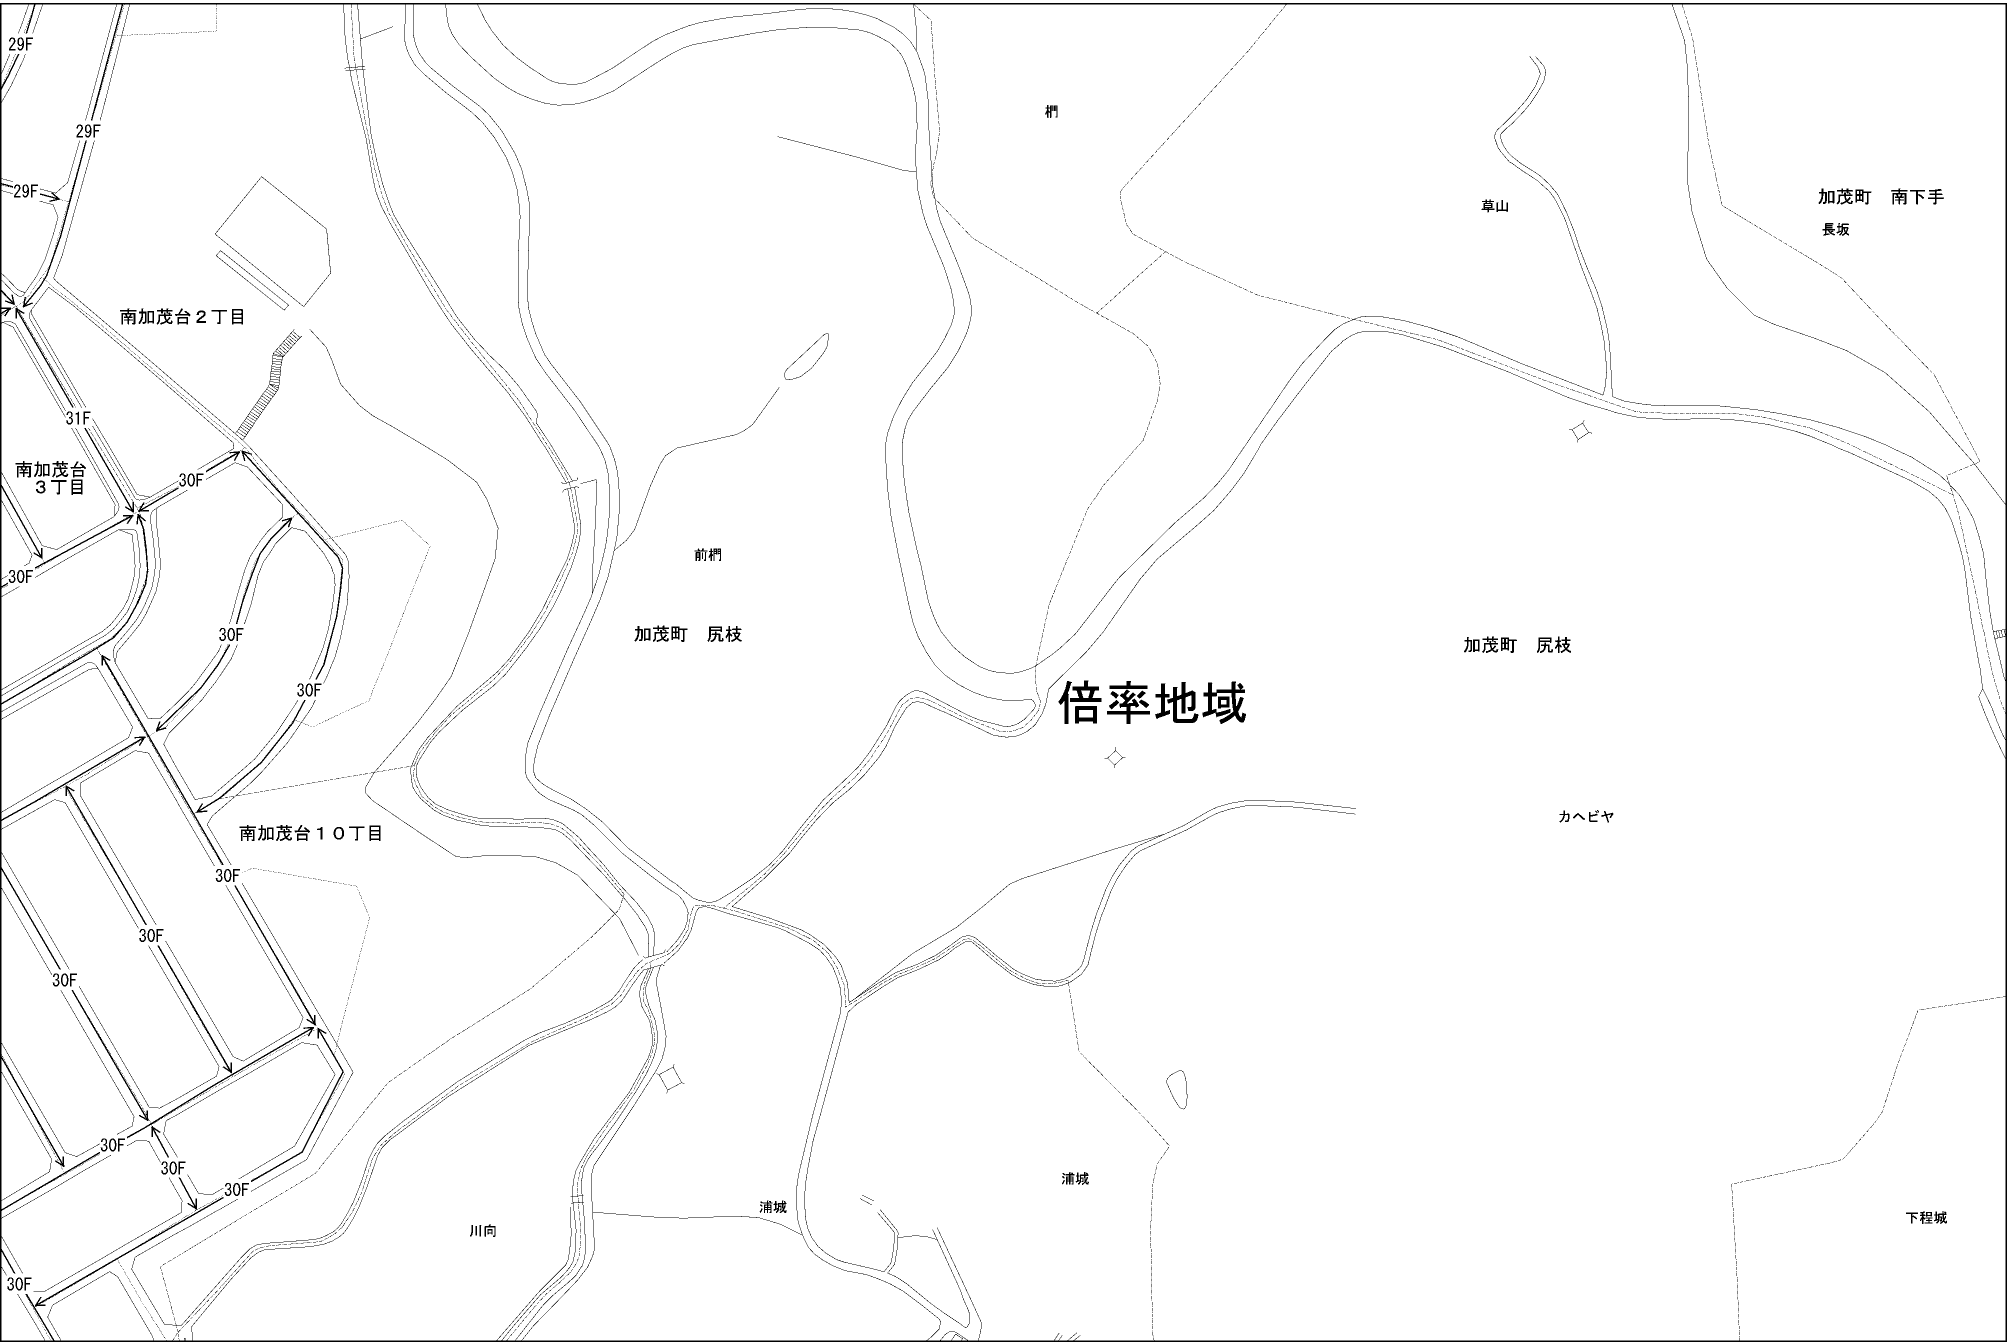 29F
29F
椚
29F
加茂町　南下手
草山
長坂
南加茂台２丁目
31F
南加茂台
３丁目
30F
前椚
30F
30F
加茂町　尻枝
加茂町　尻枝
30F
倍率地域
カヘビヤ
南加茂台１０丁目
30F
30F
30F
30F
30F
浦城
30F
浦城
下程城
川向
30F